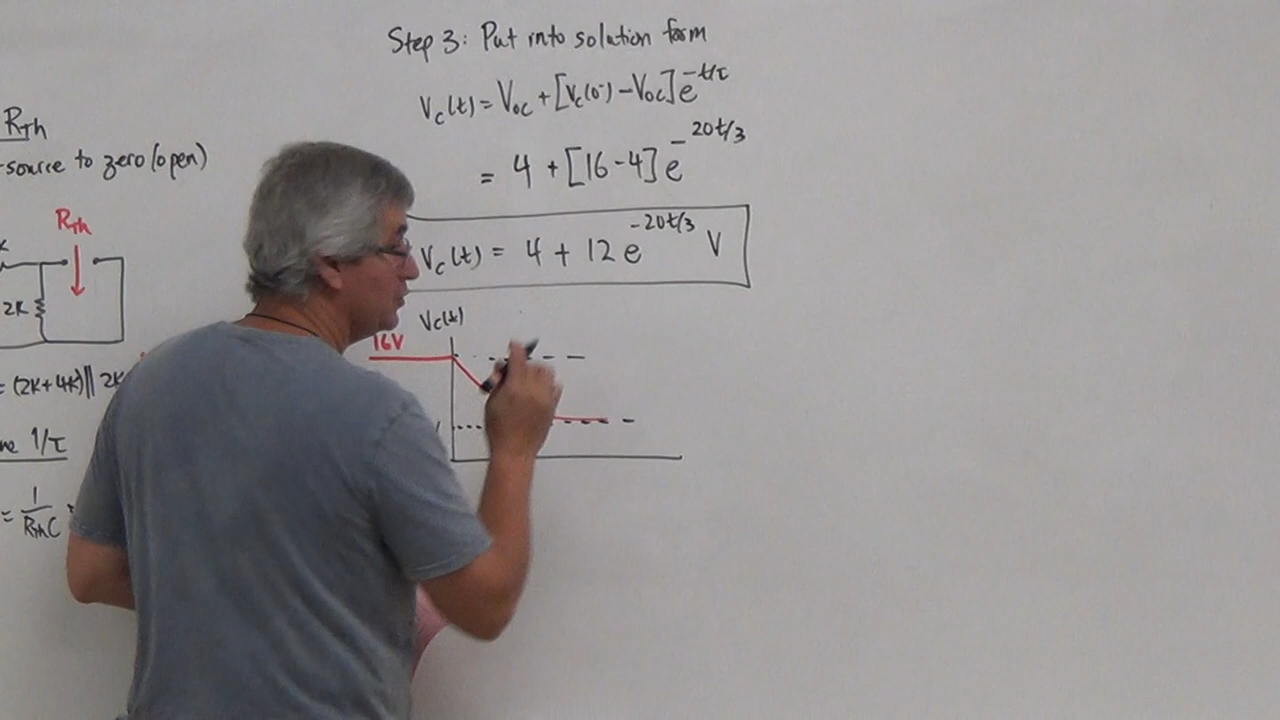 Step 3: Put into solution form
Vc(t) = Voc + [Vc(0-) - Voc] e^-t/τ
= 4 + [16-4] e^-20t/3
Vc(t) = 4 + 12 e^-20t/3 V
Vc(t)
16V
RTh
source to zero (open)
RTh
2K
= (2K+4K)||2K
1/τ
= 1/RThC